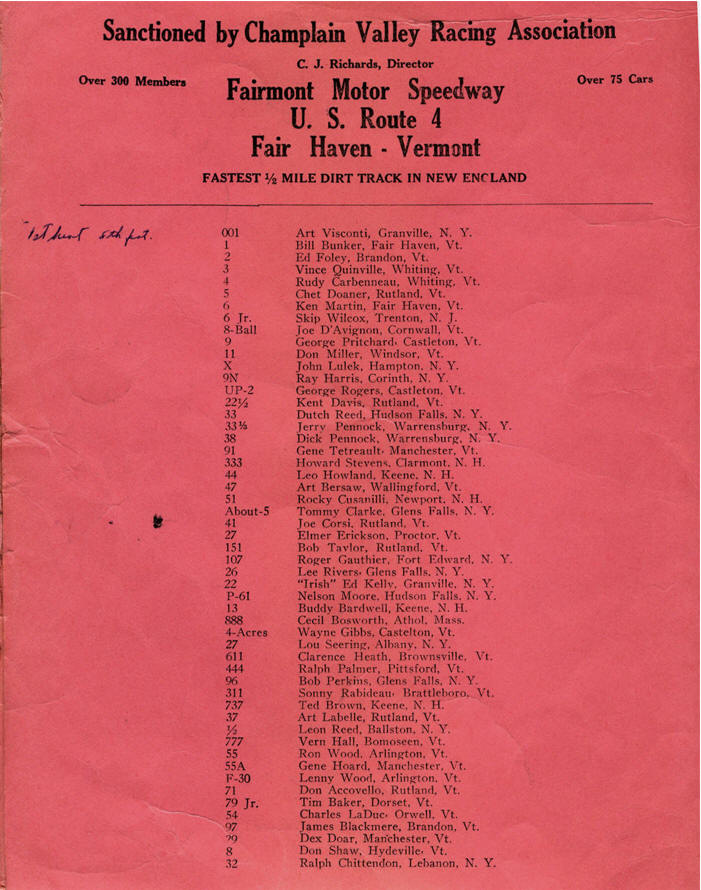 Sanctioned by Champlain Valley Racing Association
C. J. Richards, Director
Over 300 Members
Over 75 Cars
Fairmont Motor Speedway
U. S. Route 4
Fair Haven - Vermont
FASTEST ½ MILE DIRT TRACK IN NEW ENGLAND
1st heat 5th
001 Art Visconti, Granville, N. Y.
1 Bill Bunker, Fair Haven, Vt.
2 Ed Foley, Brandon, Vt.
3 Vince Quinville, Whiting, Vt.
4 Rudy Carbenneau, Whiting, Vt.
5 Chet Doaner, Rutland, Vt.
6 Ken Martin, Fair Haven, Vt.
6 Jr. Skip Wilcox, Trenton, N. J.
8-Ball Joe D'Avignon, Cornwall, Vt.
9 George Pritchard, Castleton, Vt.
11 Don Miller, Windsor, Vt.
X John Lulek, Hampton, N. Y.
9N Ray Harris, Corinth, N. Y.
UP-2 George Rogers, Castleton, Vt.
22½ Kent Davis, Rutland, Vt.
33 Dutch Reed, Hudson Falls, N. Y.
33⅓ Jerry Pennock, Warrensburg, N. Y.
38 Dick Pennock, Warrensburg, N. Y.
91 Gene Tetreault, Manchester, Vt.
333 Howard Stevens, Clarmont, N. H.
44 Leo Howland, Keene, N. H.
47 Art Bersaw, Wallingford, Vt.
51 Rocky Cusanilli, Newport, N. H.
About-5 Tommy Clarke, Glens Falls, N. Y.
41 Joe Corsi, Rutland, Vt.
27 Elmer Erickson, Proctor, Vt.
151 Bob Taylor, Rutland, Vt.
107 Roger Gauthier, Fort Edward, N. Y.
26 Lee Rivers, Glens Falls, N. Y.
22 "Irish" Ed Kelly, Granville, N. Y.
P-61 Nelson Moore, Hudson Falls, N. Y.
13 Buddy Bardwell, Keene, N. H.
888 Cecil Bosworth, Athol, Mass.
4-Acres Wayne Gibbs, Castelton, Vt.
27 Lou Seering, Albany, N. Y.
611 Clarence Heath, Brownsville, Vt.
444 Ralph Palmer, Pittsford, Vt.
96 Bob Perkins, Glens Falls, N. Y.
311 Sonny Rabideau, Brattleboro, Vt.
737 Ted Brown, Keene, N. H.
37 Art Labelle, Rutland, Vt.
½ Leon Reed, Ballston, N. Y.
777 Vern Hall, Bomoseen, Vt.
55 Ron Wood, Arlington, Vt.
55A Gene Hoard, Manchester, Vt.
F-30 Lenny Wood, Arlington, Vt.
71 Don Accovello, Rutland, Vt.
79 Jr. Tim Baker, Dorset, Vt.
54 Charles LaDuc, Orwell, Vt.
97 James Blackmere, Brandon, Vt.
Dex Doar, Manchester, Vt.
8 Don Shaw, Hydeville, Vt.
32 Ralph Chittendon, Lebanon, N. Y.